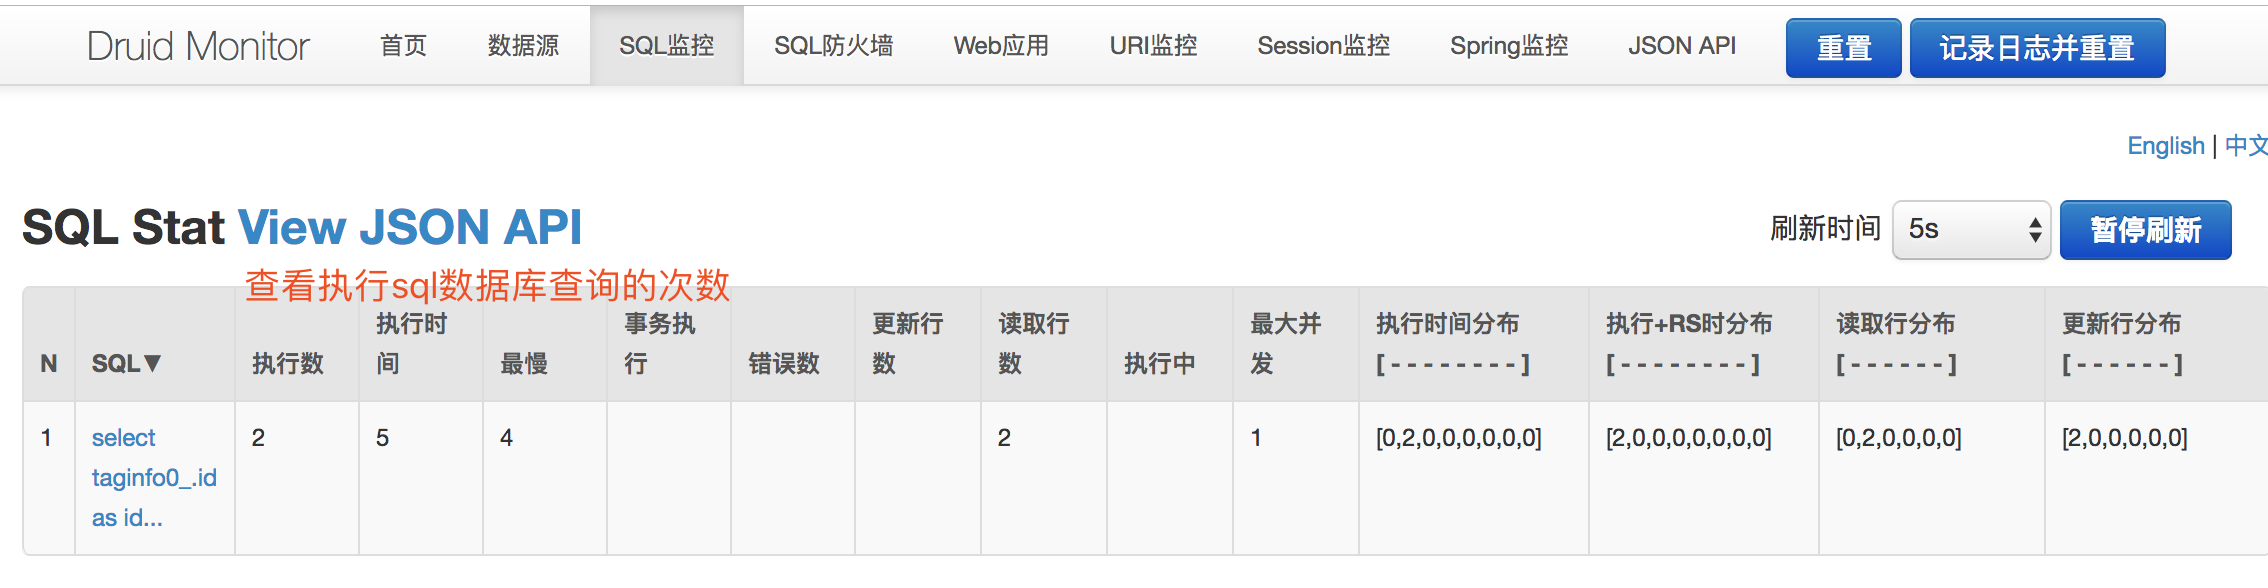 Druid Monitor 首页 数据源 SQL监控 SQL防火墙 Web应用 URI监控 Session监控 Spring监控 JSON API 重置 记录日志并重置
English | 中文
SQL Stat View JSON API 刷新时间 5s 暂停刷新
查看执行sql数据库查询的次数
N SQL▼ 执行数 执行时间 最慢 事务执行 错误数 更新行数 读取行数 执行中 最大并发 执行时间分布 [ - - - - - - - - ] 执行+RS时分布 [ - - - - - - - - ] 读取行分布 [ - - - - - - ] 更新行分布 [ - - - - - - ]
1 select taginfo0_.id as id... 2 5 4 2 1 [0,2,0,0,0,0,0,0] [2,0,0,0,0,0,0,0] [0,2,0,0,0,0] [2,0,0,0,0,0]